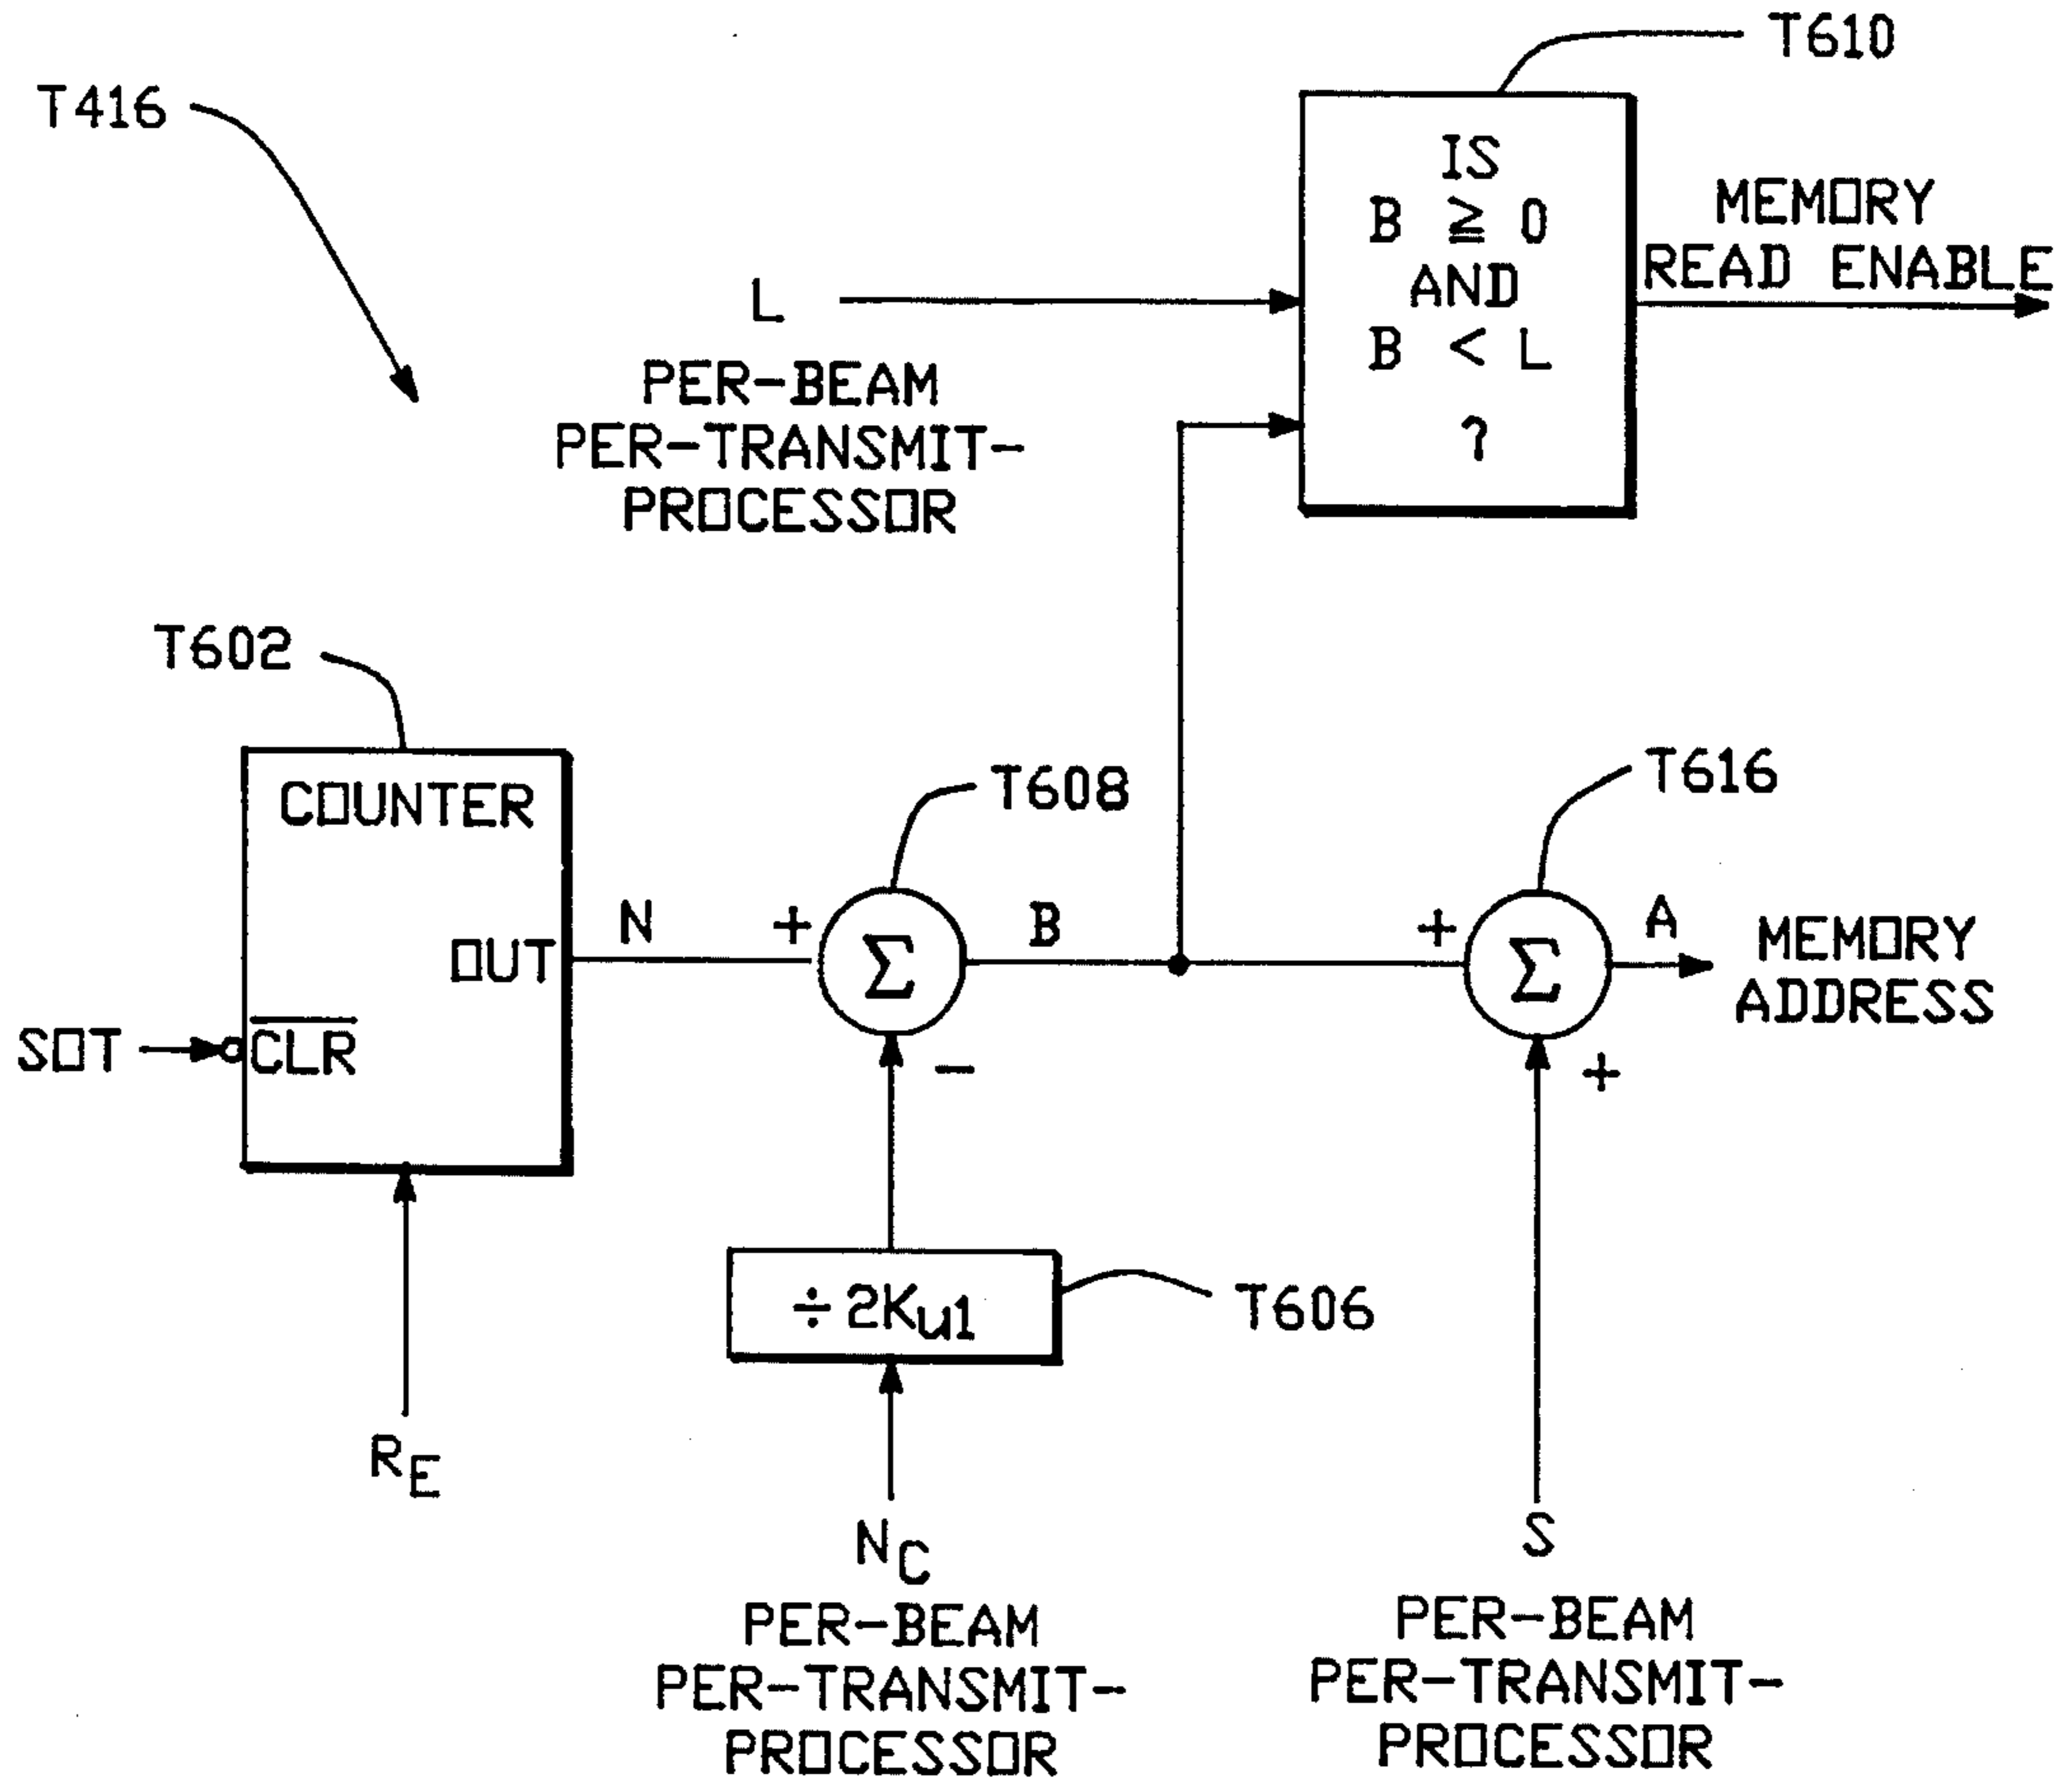 T610
T416
IS
B ≧ 0
AND
B < L
?
MEMORY
READ ENABLE
L
PER-BEAM
PER-TRANSMIT-
PROCESSOR
T602
COUNTER
OUT
SOT
CLR
N
+
T608
Σ
-
B
T616
+
Σ
+
A
MEMORY
ADDRESS
÷2Ku1
T606
RE
NC
PER-BEAM
PER-TRANSMIT-
PROCESSOR
S
PER-BEAM
PER-TRANSMIT-
PROCESSOR